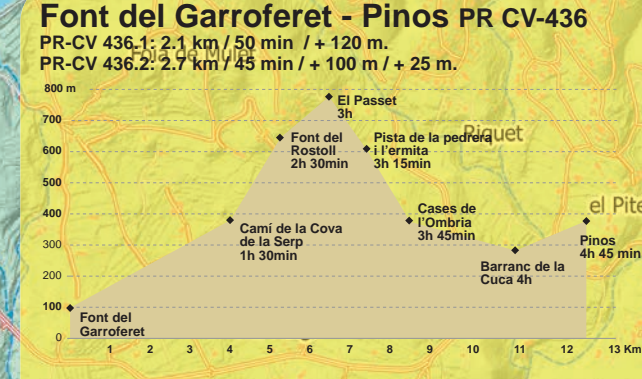 Font del Garroferet - Pinos PR CV-436
PR-CV 436.1: 2.1 km / 50 min / + 120 m.
Foia de Mulet
PR-CV 436.2: 2.7 km / 45 min / + 100 m / + 25 m.
800 m
700
600
500
400
300
200
100
0
El Passet
3h
Font del
Rostoll
2h 30min
Pista de la pedrera
i l'ermita
3h 15min
Riquet
el Pite
Camí de la Cova
de la Serp
1h 30min
Cases de
l'Ombria
3h 45min
Barranc de la
Cuca 4h
Pinos
4h 45 min
Font del
Garroferet
1 2 3 4 5 6 7 8 9 10 11 12 13 Km